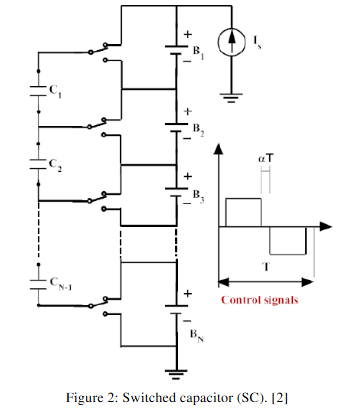 +
B1
−
Is
C1
+
B2
−
αT
C2
+
B3
−
T
CN-1
+
Control signals
−
BN
Figure 2: Switched capacitor (SC). [2]